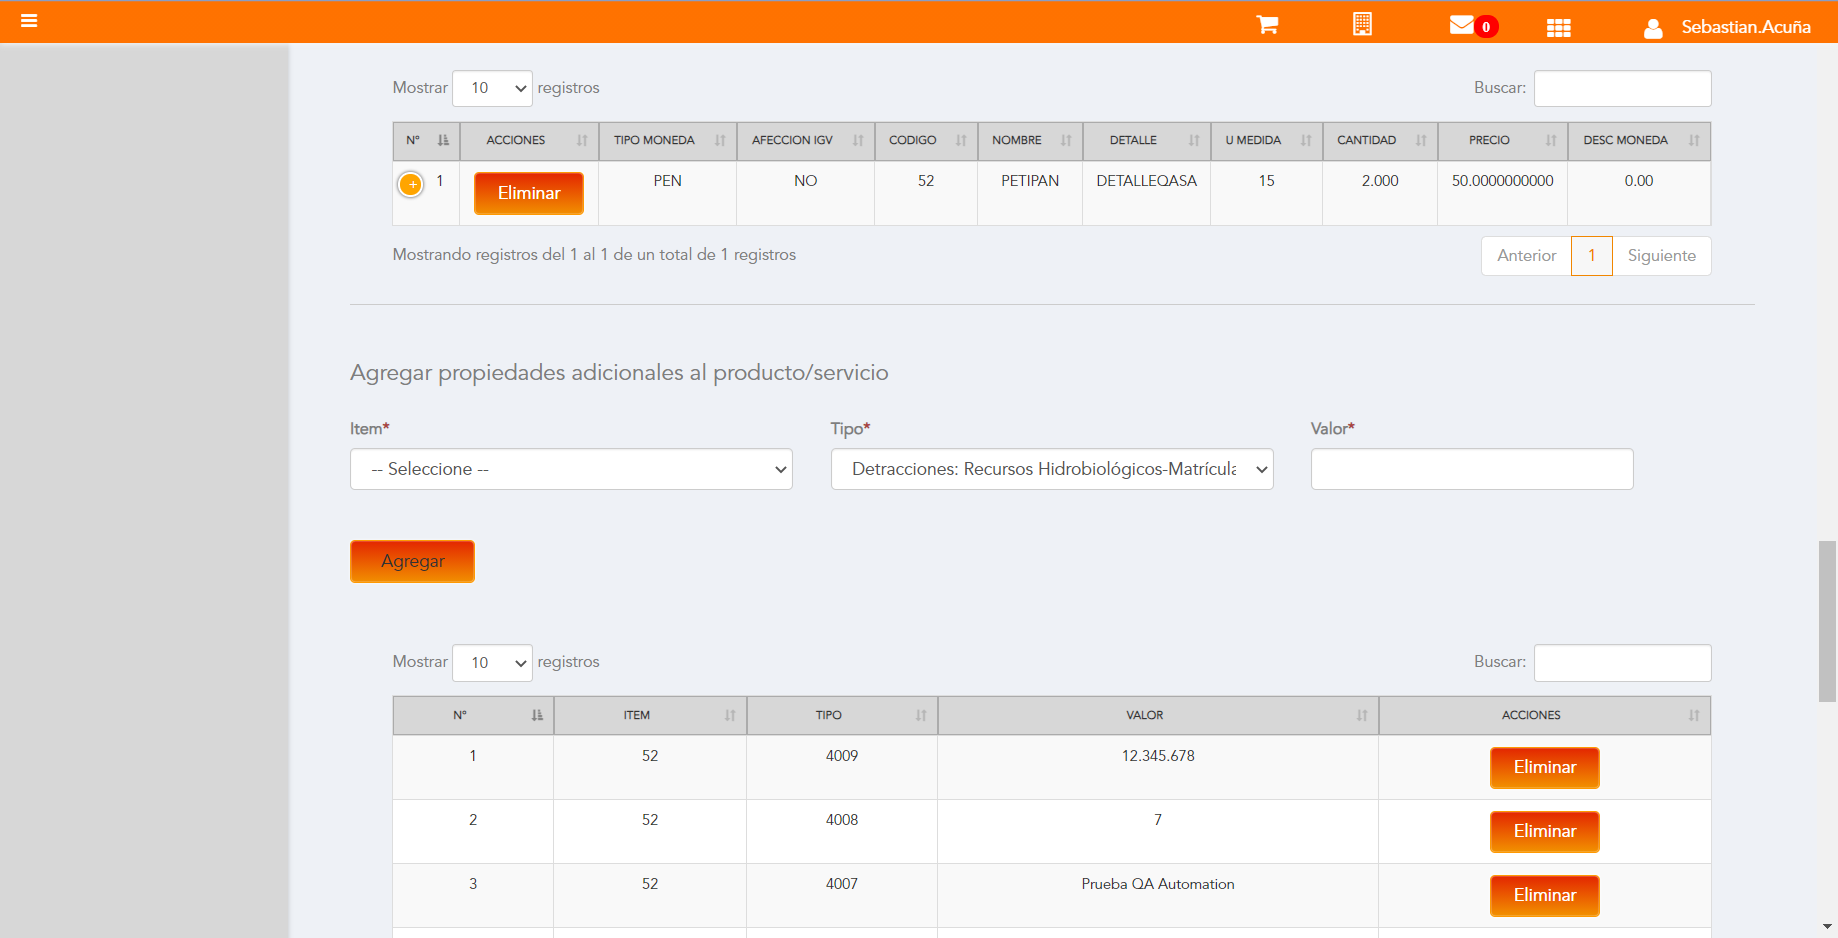 0
Sebastian.Acuña
Mostrar 10 registros Buscar:
N° ACCIONES TIPO MONEDA AFECCION IGV CODIGO NOMBRE DETALLE U MEDIDA CANTIDAD PRECIO DESC MONEDA
1 Eliminar PEN NO 52 PETIPAN DETALLEQASA 15 2.000 50.0000000000 0.00
Mostrando registros del 1 al 1 de un total de 1 registros Anterior 1 Siguiente
Agregar propiedades adicionales al producto/servicio
Item* Tipo* Valor*
-- Seleccione -- Detracciones: Recursos Hidrobiológicos-Matrícula
Agregar
Mostrar 10 registros Buscar:
N° ITEM TIPO VALOR ACCIONES
1 52 4009 12.345.678 Eliminar
2 52 4008 7 Eliminar
3 52 4007 Prueba QA Automation Eliminar